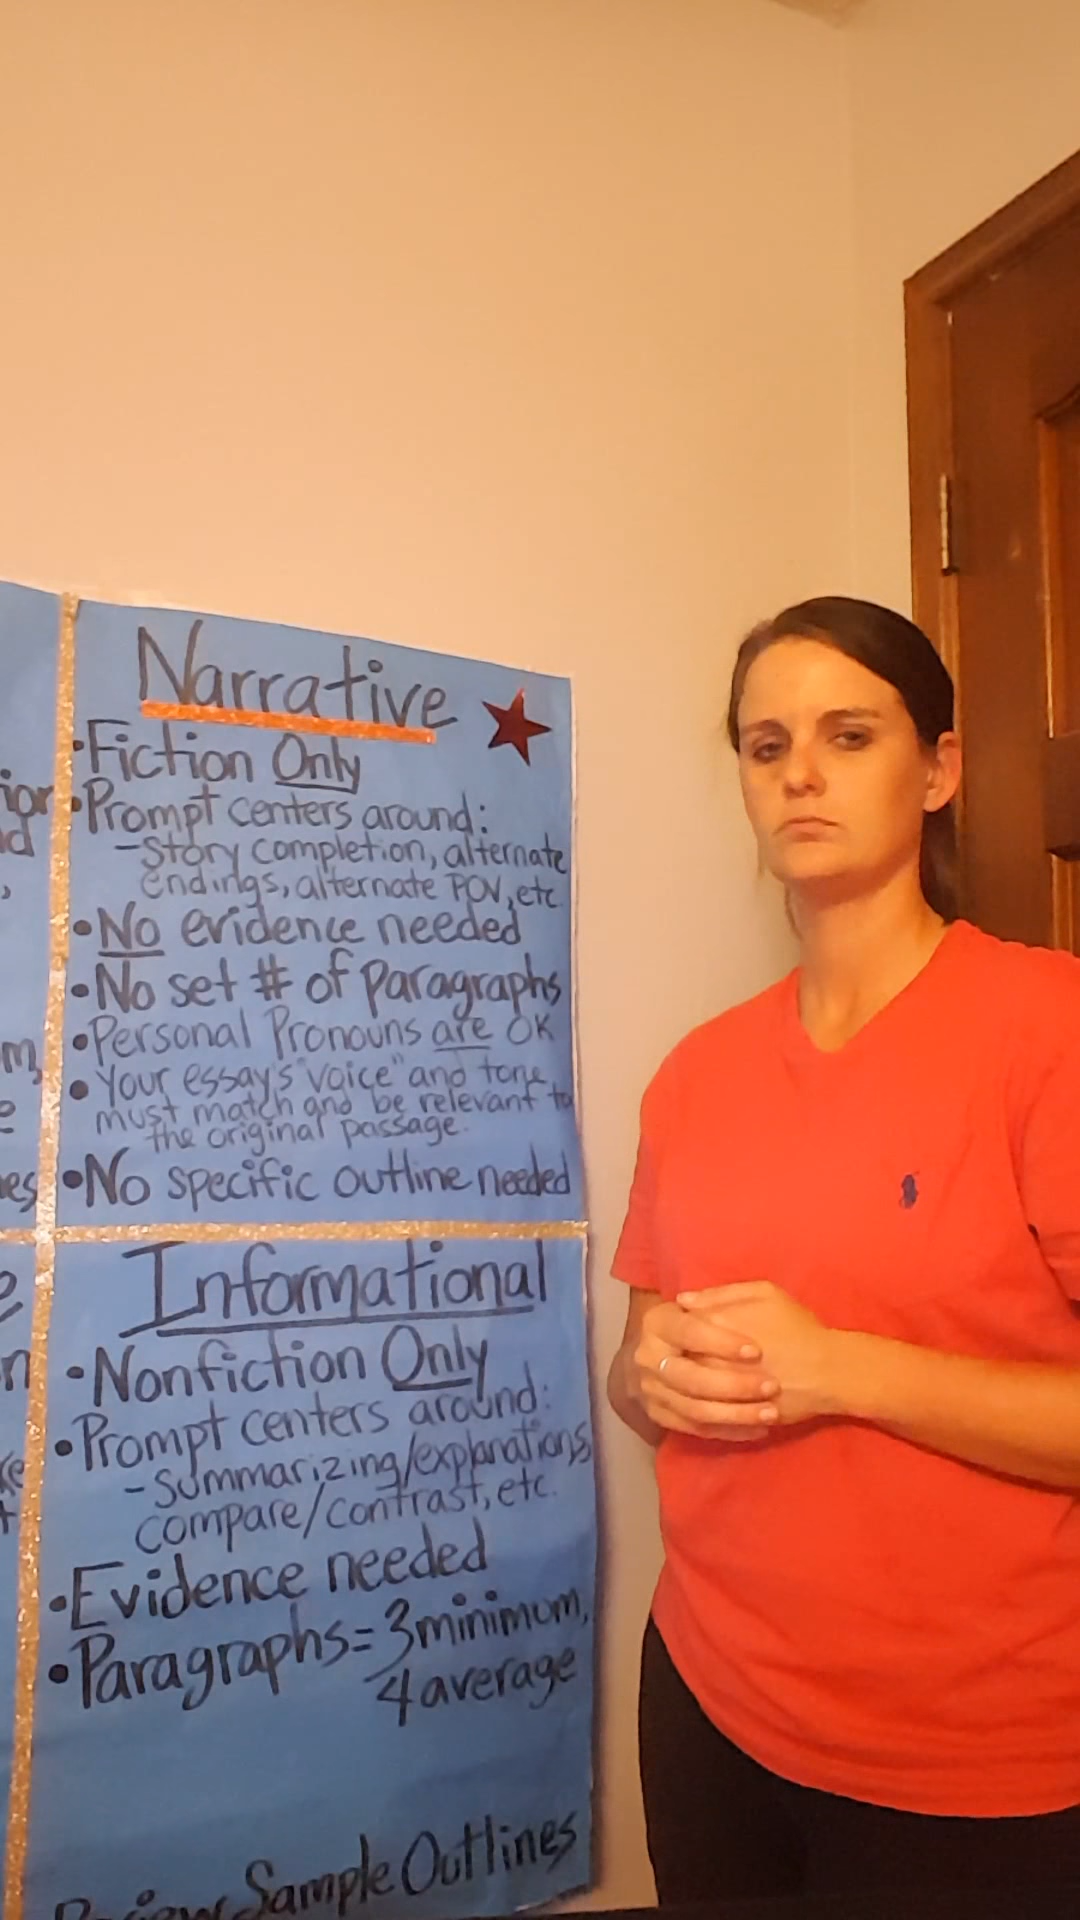 Narrative
•Fiction Only
•Prompt centers around:
-Story completion, alternate
endings, alternate POV, etc.
•No evidence needed
•No set # of paragraphs
•Personal Pronouns are OK
•Your essay's "voice" and tone
must match and be relevant to
the original passage.
•No specific outline needed
Informational
•Nonfiction Only
•Prompt centers around:
-Summarizing/explanations,
compare/contrast, etc.
•Evidence needed
•Paragraphs=3 minimum,
4 average
Sample Outlines